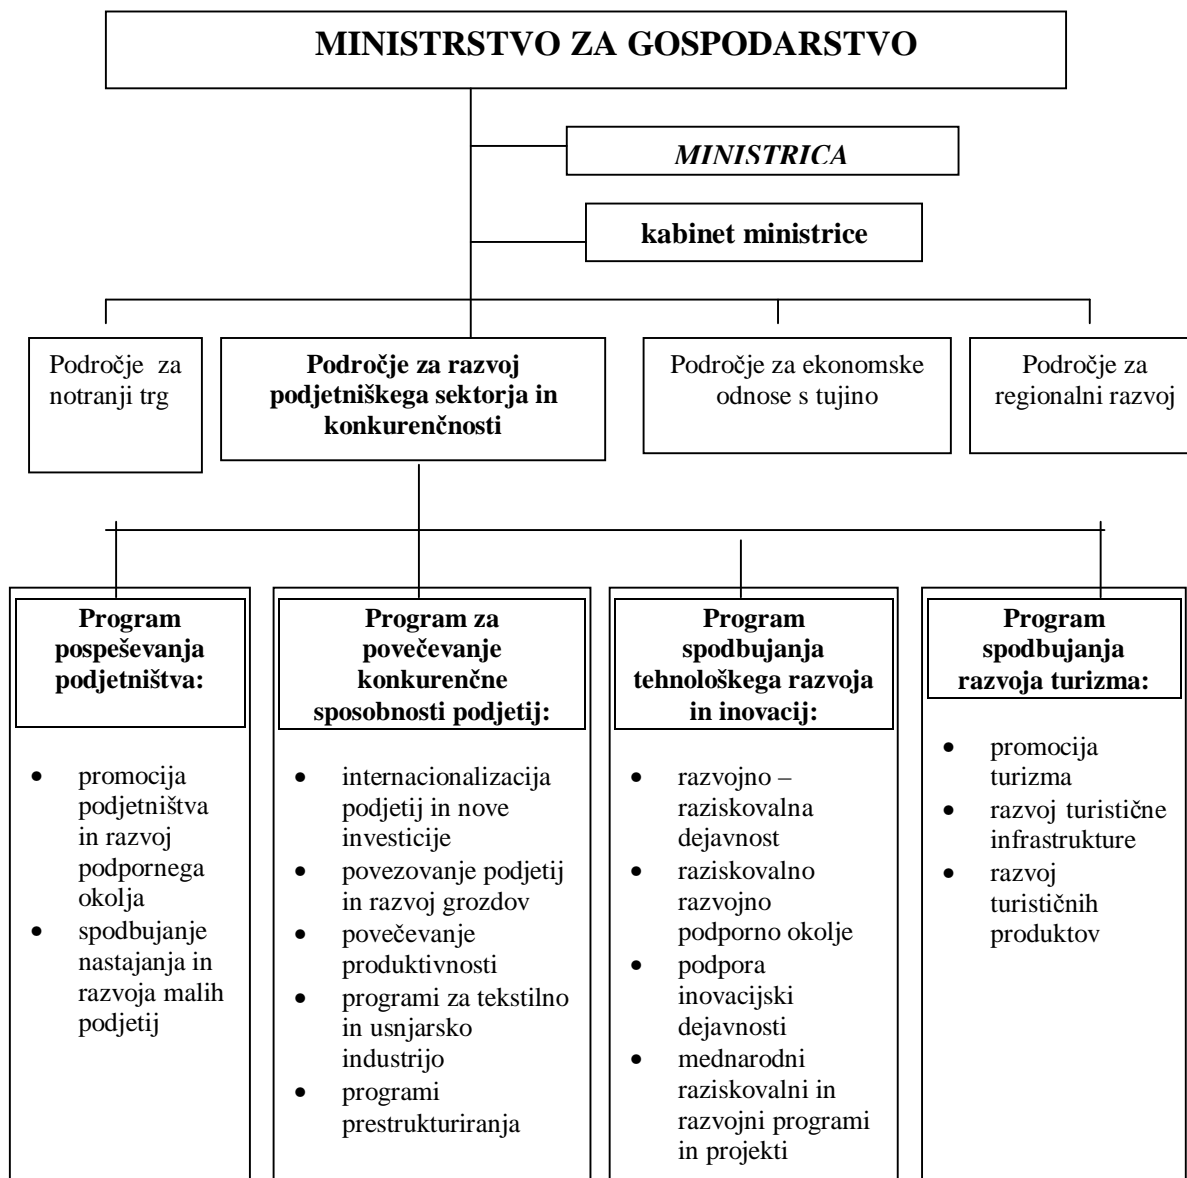 MINISTRSTVO ZA GOSPODARSTVO
MINISTRICA
kabinet ministrice
Področje za
notranji trg
Področje za razvoj
podjetniškega sektorja in
konkurenčnosti
Področje za ekonomske
odnose s tujino
Področje za
regionalni razvoj
Program
pospeševanja
podjetništva:
• promocija
podjetništva
in razvoj
podpornega
okolja
• spodbujanje
nastajanja in
razvoja malih
podjetij
Program za
povečevanje
konkurenčne
sposobnosti podjetij:
• internacionalizacija
podjetij in nove
investicije
• povezovanje podjetij
in razvoj grozdov
• povečevanje
produktivnosti
• programi za tekstilno
in usnjarsko
industrijo
• programi
prestrukturiranja
Program
spodbujanja
tehnološkega razvoja
in inovacij:
• razvojno –
raziskovalna
dejavnost
• raziskovalno
razvojno
podporno okolje
• podpora
inovacijski
dejavnosti
• mednarodni
raziskovalni in
razvojni programi
in projekti
Program
spodbujanja
razvoja turizma:
• promocija
turizma
• razvoj turistične
infrastrukture
• razvoj
turističnih
produktov